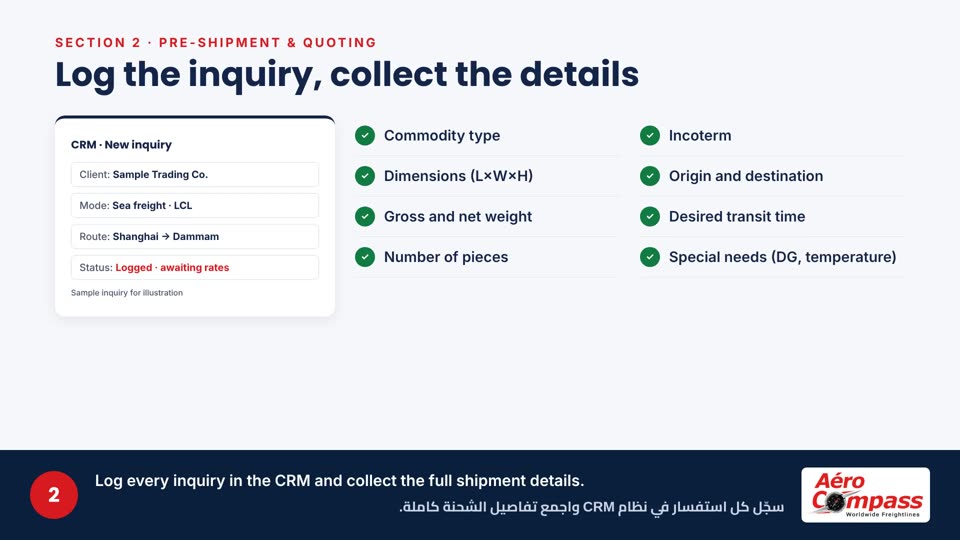 SECTION 2 · PRE-SHIPMENT & QUOTING
Log the inquiry, collect the details
CRM · New inquiry
Client: Sample Trading Co.
Mode: Sea freight · LCL
Route: Shanghai → Dammam
Status: Logged · awaiting rates
Sample inquiry for illustration
Commodity type
Dimensions (L×W×H)
Gross and net weight
Number of pieces
Incoterm
Origin and destination
Desired transit time
Special needs (DG, temperature)
2
Log every inquiry in the CRM and collect the full shipment details.
سجّل كل استفسار في نظام CRM واجمع تفاصيل الشحنة كاملة.
Aéro
Compass
Worldwide Freightlines